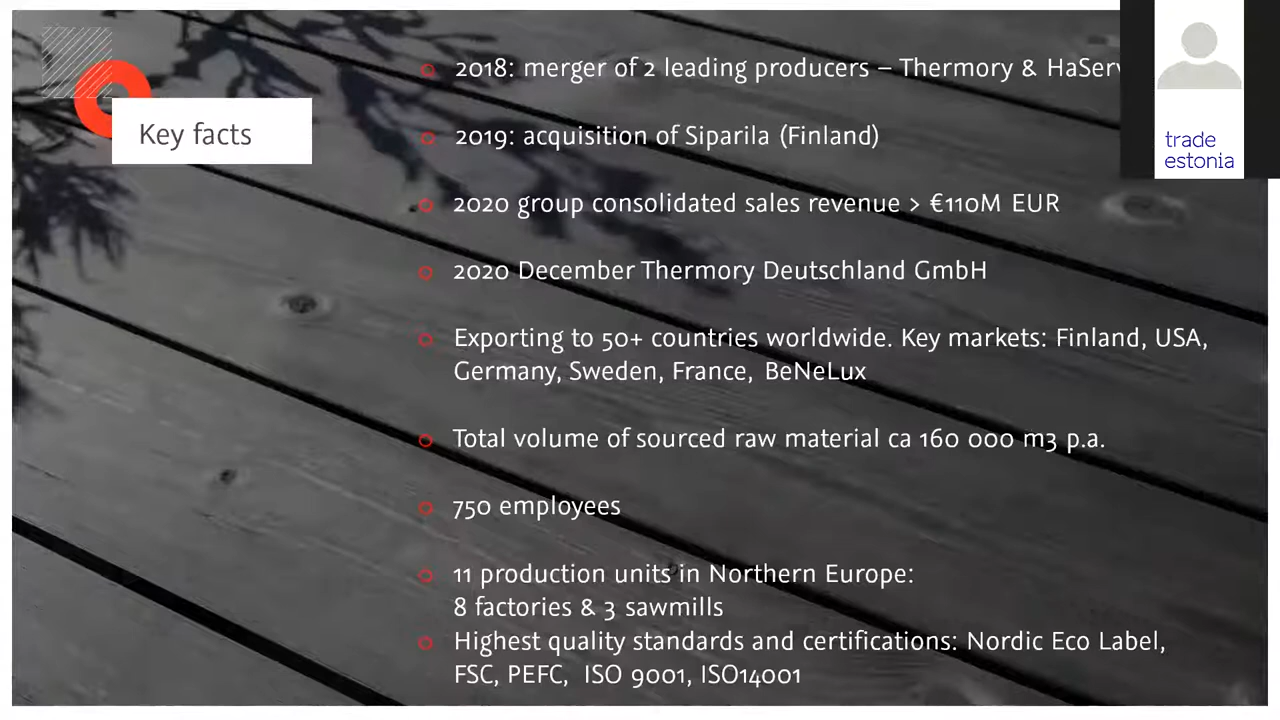 Key facts
2018: merger of 2 leading producers – Thermory & HaSer
2019: acquisition of Siparila (Finland)
2020 group consolidated sales revenue > €110M EUR
2020 December Thermory Deutschland GmbH
Exporting to 50+ countries worldwide. Key markets: Finland, USA,
Germany, Sweden, France, BeNeLux
Total volume of sourced raw material ca 160 000 m3 p.a.
750 employees
11 production units in Northern Europe:
8 factories & 3 sawmills
Highest quality standards and certifications: Nordic Eco Label,
FSC, PEFC, ISO 9001, ISO14001
trade
estonia